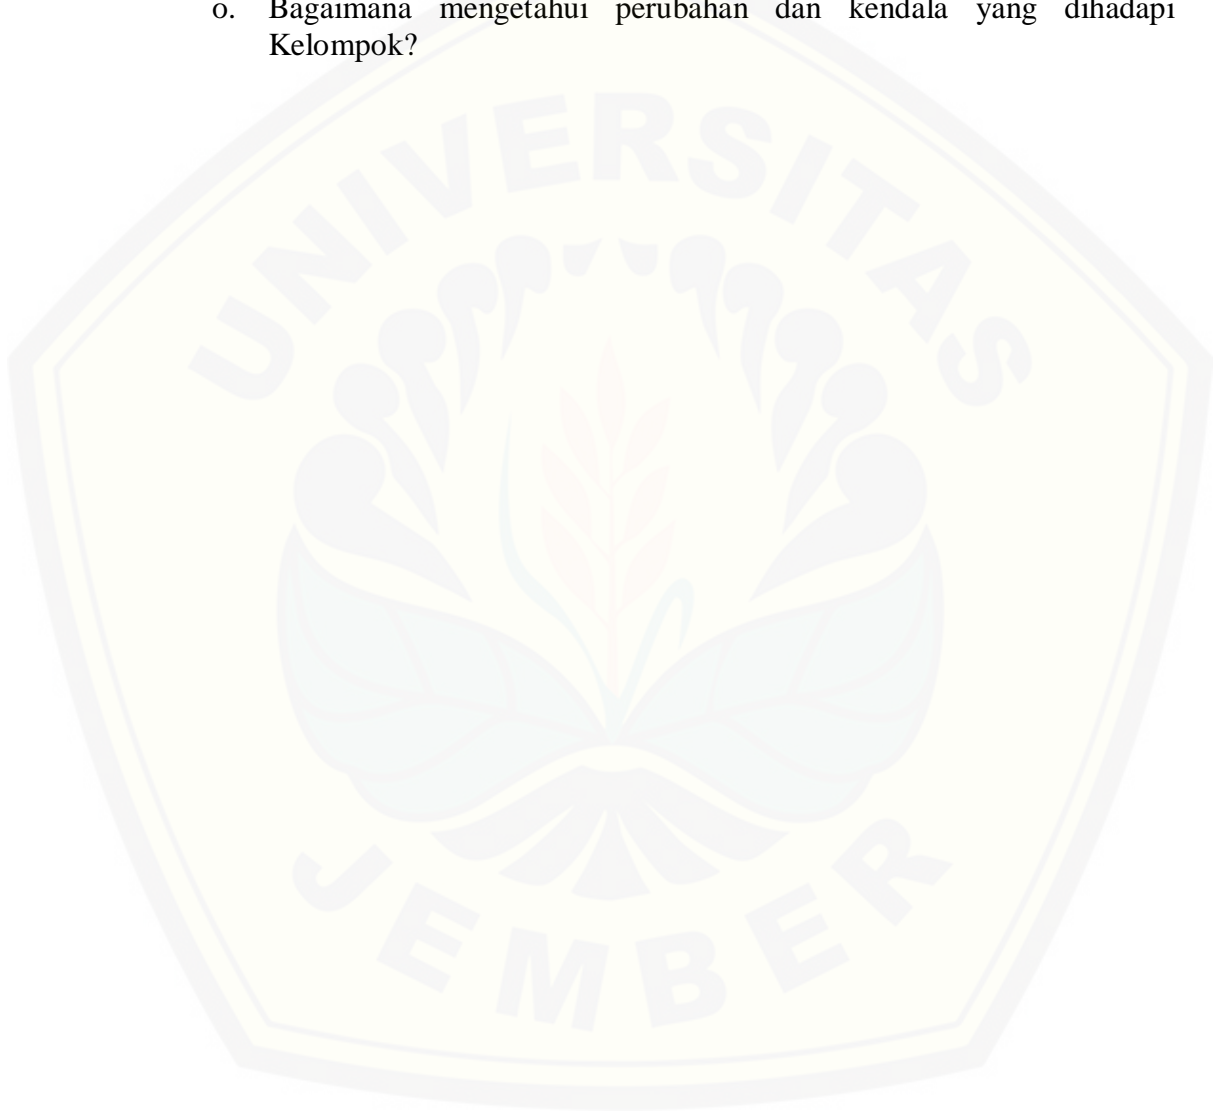 o. Bagaimana mengetahui perubahan dan kendala yang dihadapi
Kelompok?
UNIVERSITAS
JEMBER